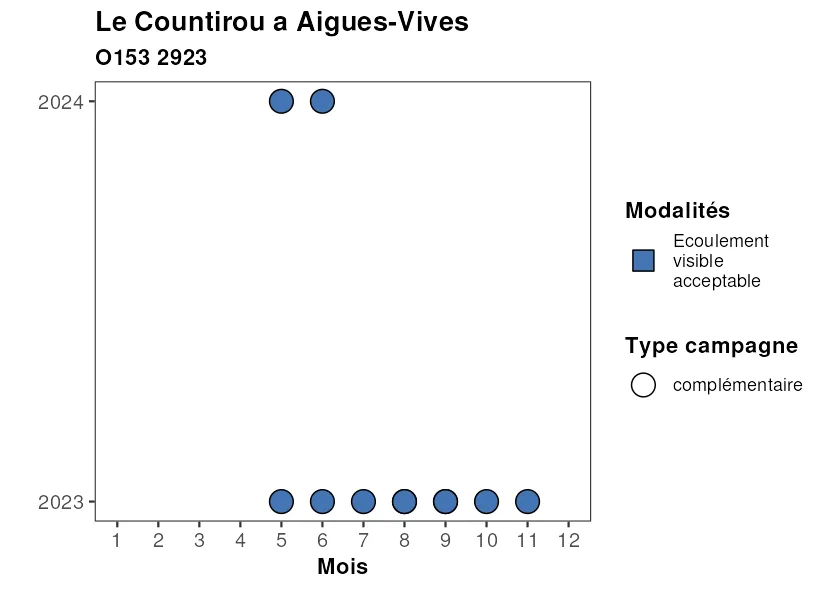 Le Countirou a Aigues-Vives
O153 2923
2024
2023
1 2 3 4 5 6 7 8 9 10 11 12
Mois
Modalités
Ecoulement
visible
acceptable
Type campagne
complémentaire